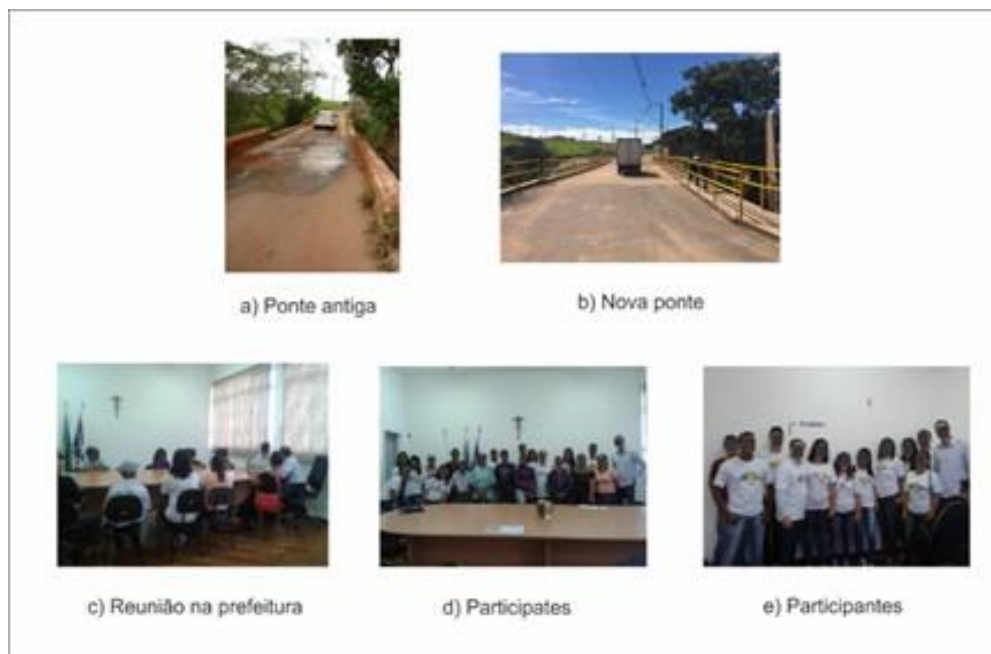 a) Ponte antiga
b) Nova ponte
c) Reunião na prefeitura
d) Participates
e) Participantes